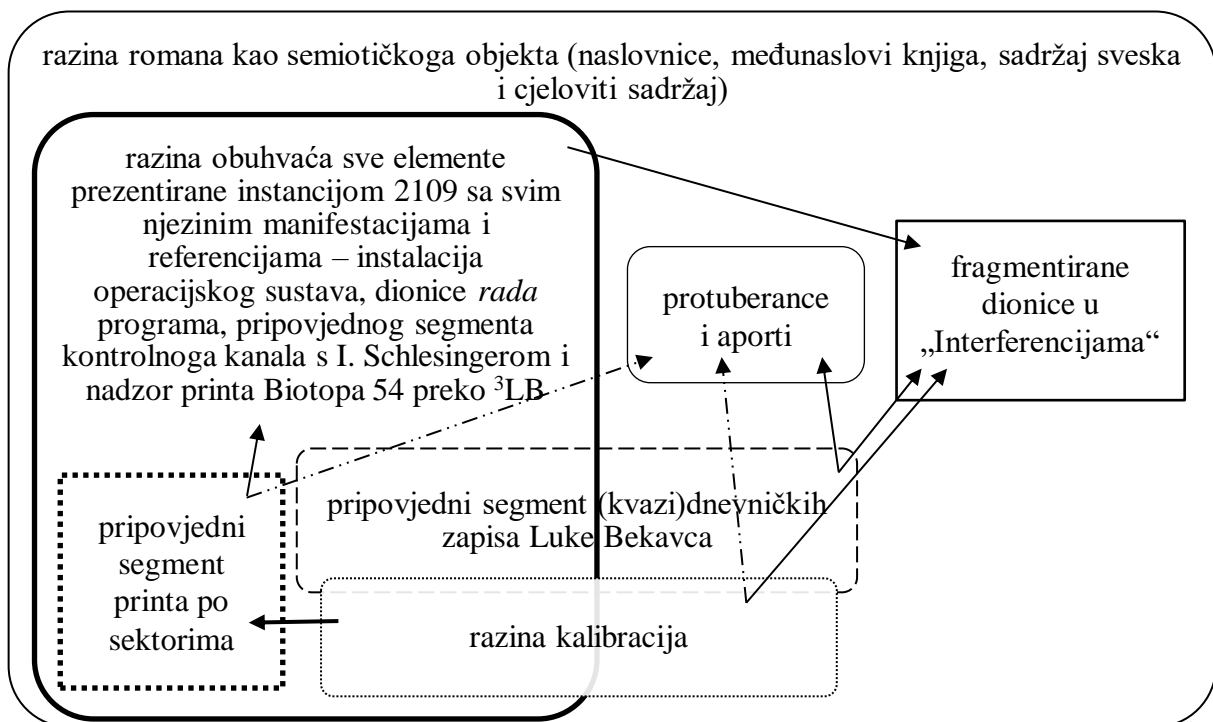 razina romana kao semiotičkoga objekta (naslovnice, međunaslovi knjiga, sadržaj sveska
i cjeloviti sadržaj)
razina obuhvaća sve elemente
prezentirane instancijom 2109 sa svim
njezinim manifestacijama i
referencijama – instalacija
operacijskog sustava, dionice rada
programa, pripovjednog segmenta
kontrolnoga kanala s I. Schlesingerom i
nadzor printa Biotopa 54 preko ³LB
protuberance
i aporti
fragmentirane
dionice u
„Interferencijama“
pripovjedni segment (kvazi)dnevničkih
zapisa Luke Bekavca
pripovjedni
segment
printa po
sektorima
razina kalibracija